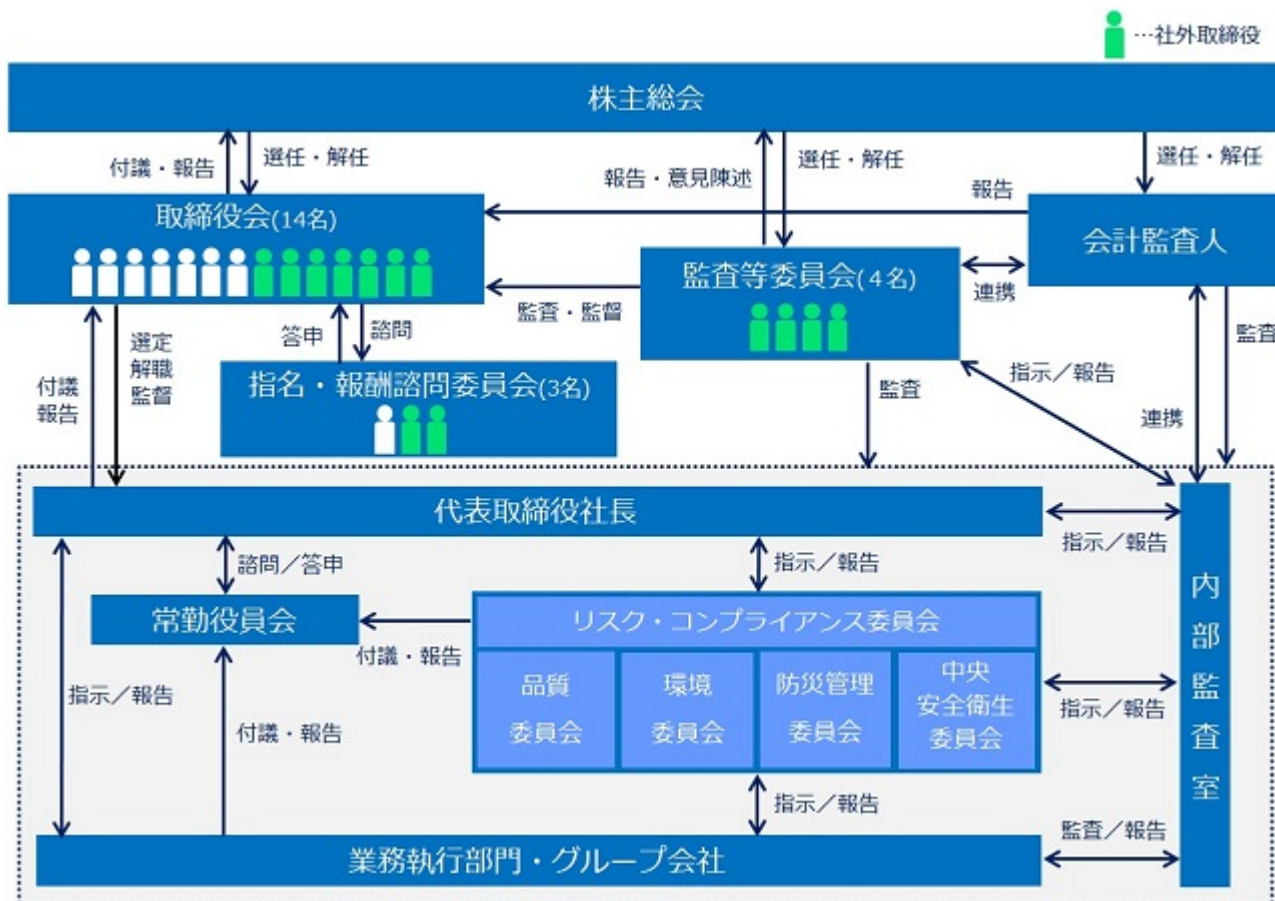 …社外取締役
株主総会
付議・報告
選任・解任
報告・意見陳述
選任・解任
選任・解任
取締役会(14名)
報告
会計監査人
監査等委員会(４名)
連携
監査・監督
監査
答申
諮問
選定
解職
監督
付議
報告
指名・報酬諮問委員会(3名)
監査
指示／報告
連携
代表取締役社長
指示／報告
諮問／答申
指示／報告
内部監査室
常勤役員会
リスク・コンプライアンス委員会
付議・報告
品質
委員会
環境
委員会
防災管理
委員会
中央
安全衛生
委員会
指示／報告
指示／報告
付議・報告
指示／報告
監査／報告
業務執行部門・グループ会社